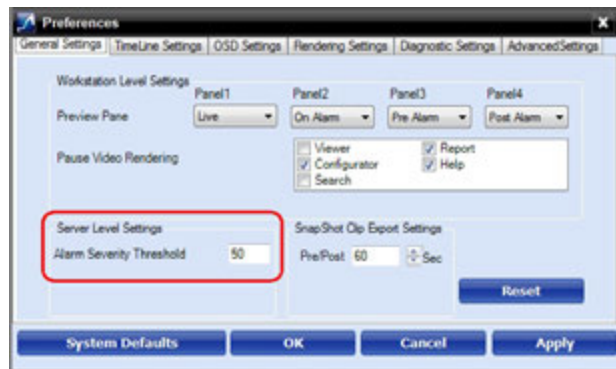 Preferences
General Settings TimeLine Settings OSD Settings Rendering Settings Diagnostic Settings AdvancedSettings
Workstation Level Settings
Panel1 Panel2 Panel3 Panel4
Preview Pane Live On Alarm Pre Alarm Post Alarm
Pause Video Rendering
Viewer Report
Configurator Help
Search
Server Level Settings
Alarm Severity Threshold 50
SnapShot Clip Export Settings
Pre/Post 60 Sec
Reset
System Defaults OK Cancel Apply